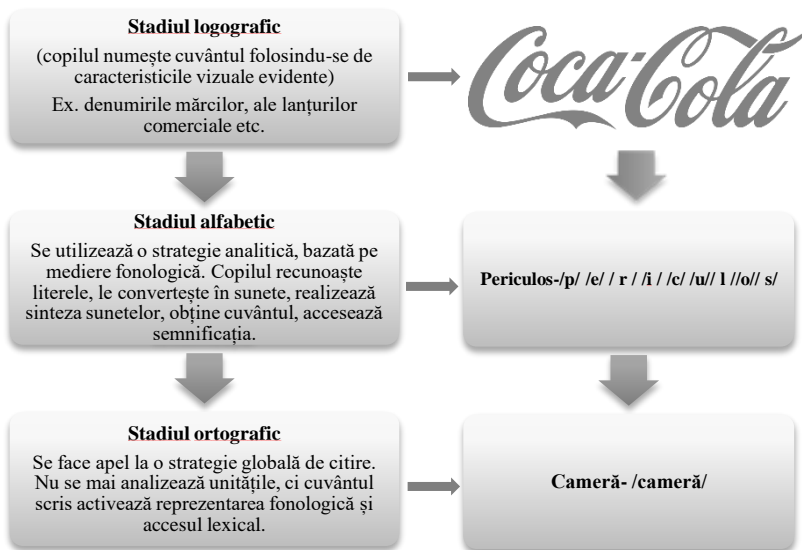 Stadiul logografic
(copilul numește cuvântul folosindu-se de
caracteristicile vizuale evidente)
Ex. denumirile mărcilor, ale lanțurilor
comerciale etc.
Coca-Cola
Stadiul alfabetic
Se utilizează o strategie analitică, bazată pe
mediere fonologică. Copilul recunoaște
literele, le convertește în sunete, realizează
sinteza sunetelor, obține cuvântul, accesează
semnificația.
Periculos-/p/ /e/ / r / /i / /c/ /u// l //o// s/
Stadiul ortografic
Se face apel la o strategie globală de citire.
Nu se mai analizează unitățile, ci cuvântul
scris activează reprezentarea fonologică și
accesul lexical.
Cameră- /cameră/